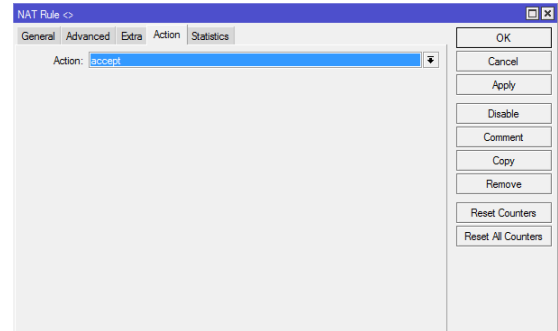 NAT Rule <>
General Advanced Extra Action Statistics
Action: accept
OK
Cancel
Apply
Disable
Comment
Copy
Remove
Reset Counters
Reset All Counters